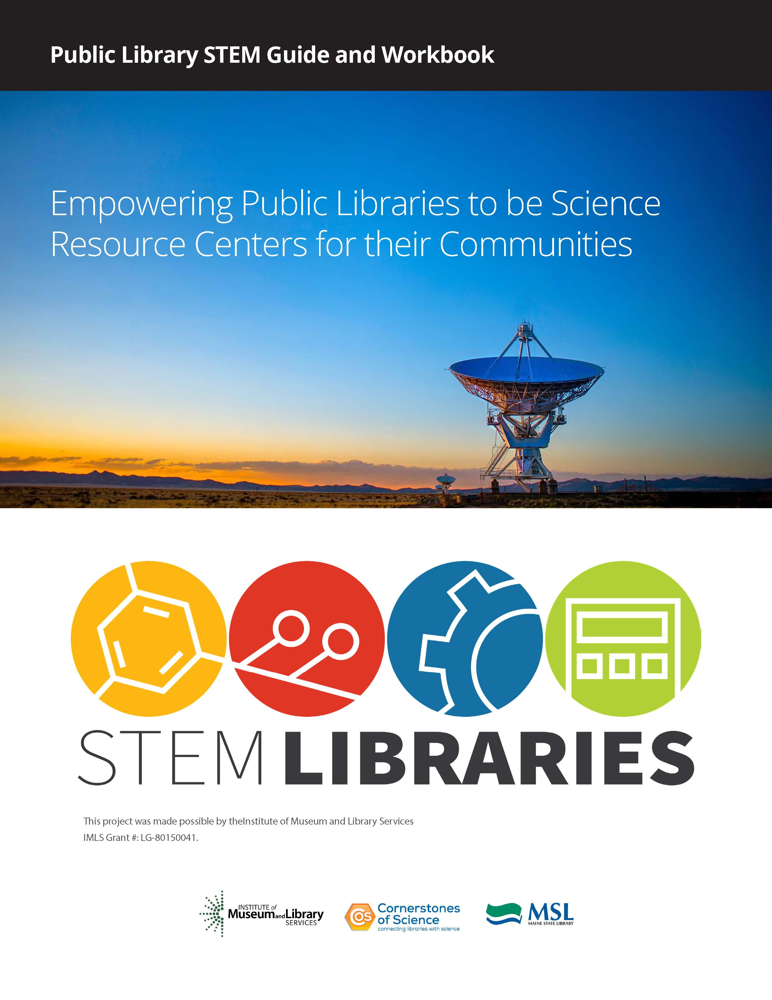 Public Library STEM Guide and Workbook
Empowering Public Libraries to be Science
Resource Centers for their Communities
STEM LIBRARIES
This project was made possible by theInstitute of Museum and Library Services
IMLS Grant #: LG-80150041.
INSTITUTE of
Museum and Library
SERVICES
COS
Cornerstones
of Science
connecting libraries with science
MSL
MAINE STATE LIBRARY